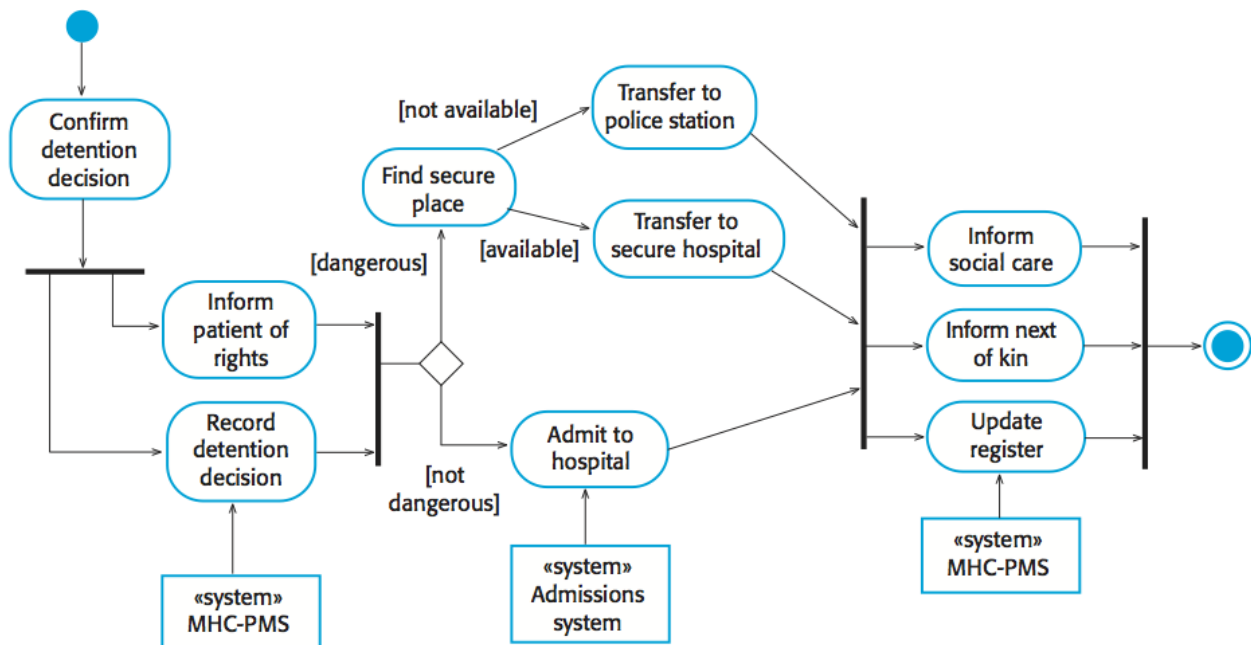 Confirm
detention
decision
Inform
patient of
rights
Record
detention
decision
«system»
MHC-PMS
[dangerous]
[not
dangerous]
Find secure
place
[not available]
[available]
Transfer to
police station
Transfer to
secure hospital
Admit to
hospital
«system»
Admissions
system
Inform
social care
Inform next
of kin
Update
register
«system»
MHC-PMS